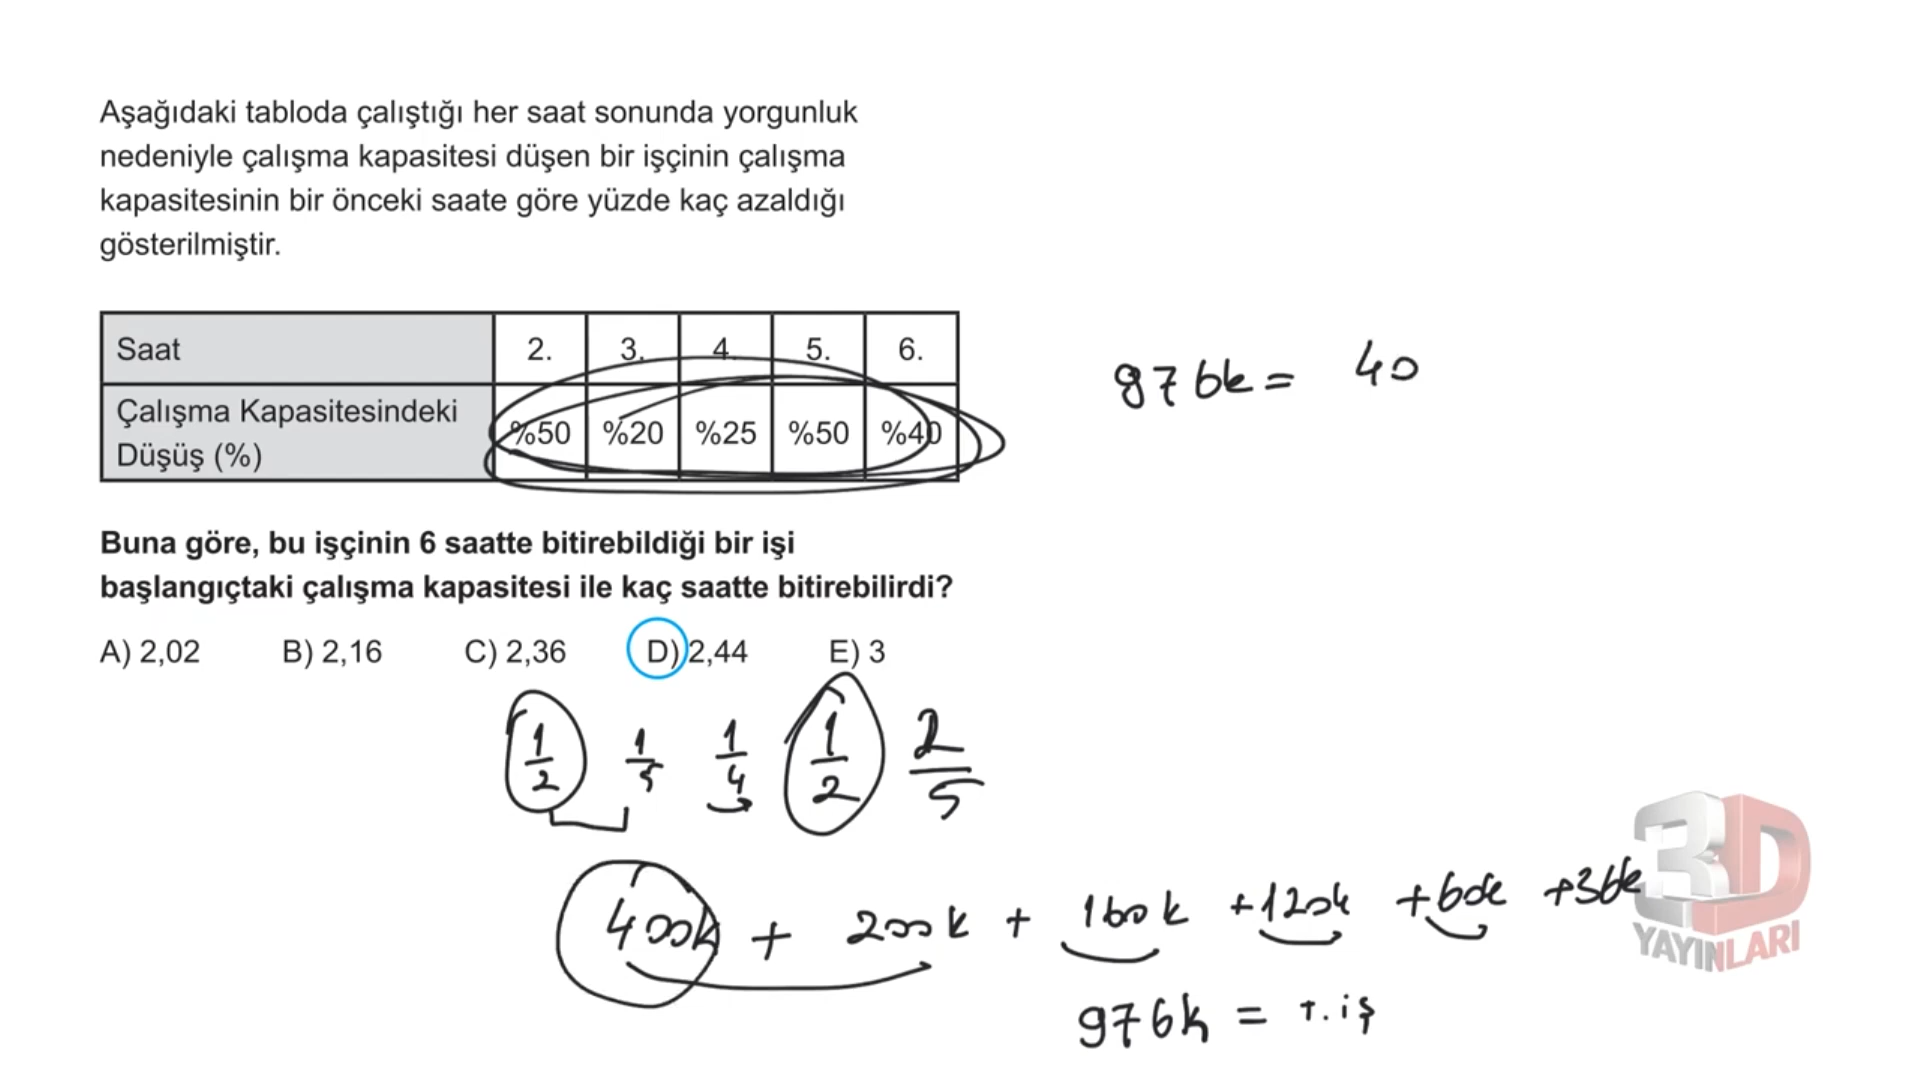 Aşağıdaki tabloda çalıştığı her saat sonunda yorgunluk
nedeniyle çalışma kapasitesi düşen bir işçinin çalışma
kapasitesinin bir önceki saate göre yüzde kaç azaldığı
gösterilmiştir.
Saat 2. 3. 4. 5. 6.
Çalışma Kapasitesindeki
Düşüş (%) %50 %20 %25 %50 %40
976k = 40
Buna göre, bu işçinin 6 saatte bitirebildiği bir işi
başlangıçtaki çalışma kapasitesi ile kaç saatte bitirebilirdi?
A) 2,02 B) 2,16 C) 2,36 D) 2,44 E) 3
1/2 1/5 1/4 1/2 2/5
400k + 200k + 160k +120k +60k +36k
976k = T.iş
3D
YAYINLARI